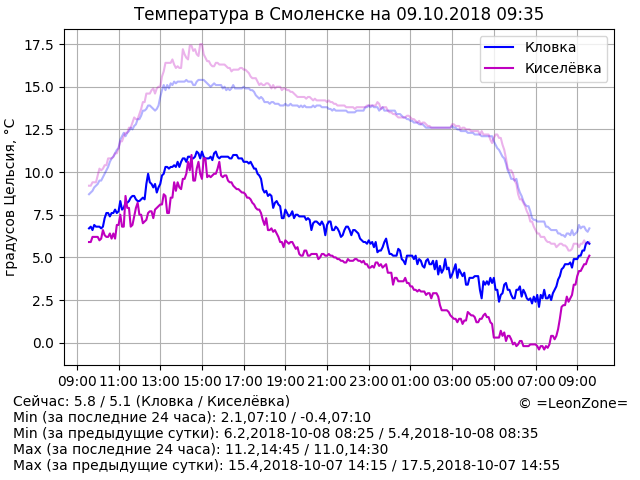 Температура в Смоленске на 09.10.2018 09:35
градусов Цельсия, °C
17.5
15.0
12.5
10.0
7.5
5.0
2.5
0.0
Кловка
Киселёвка
09:00 11:00 13:00 15:00 17:00 19:00 21:00 23:00 01:00 03:00 05:00 07:00 09:00
Сейчас: 5.8 / 5.1 (Кловка / Киселёвка)
© =LeonZone=
Min (за последние 24 часа): 2.1,07:10 / -0.4,07:10
Min (за предыдущие сутки): 6.2,2018-10-08 08:25 / 5.4,2018-10-08 08:35
Max (за последние 24 часа): 11.2,14:45 / 11.0,14:30
Max (за предыдущие сутки): 15.4,2018-10-07 14:15 / 17.5,2018-10-07 14:55